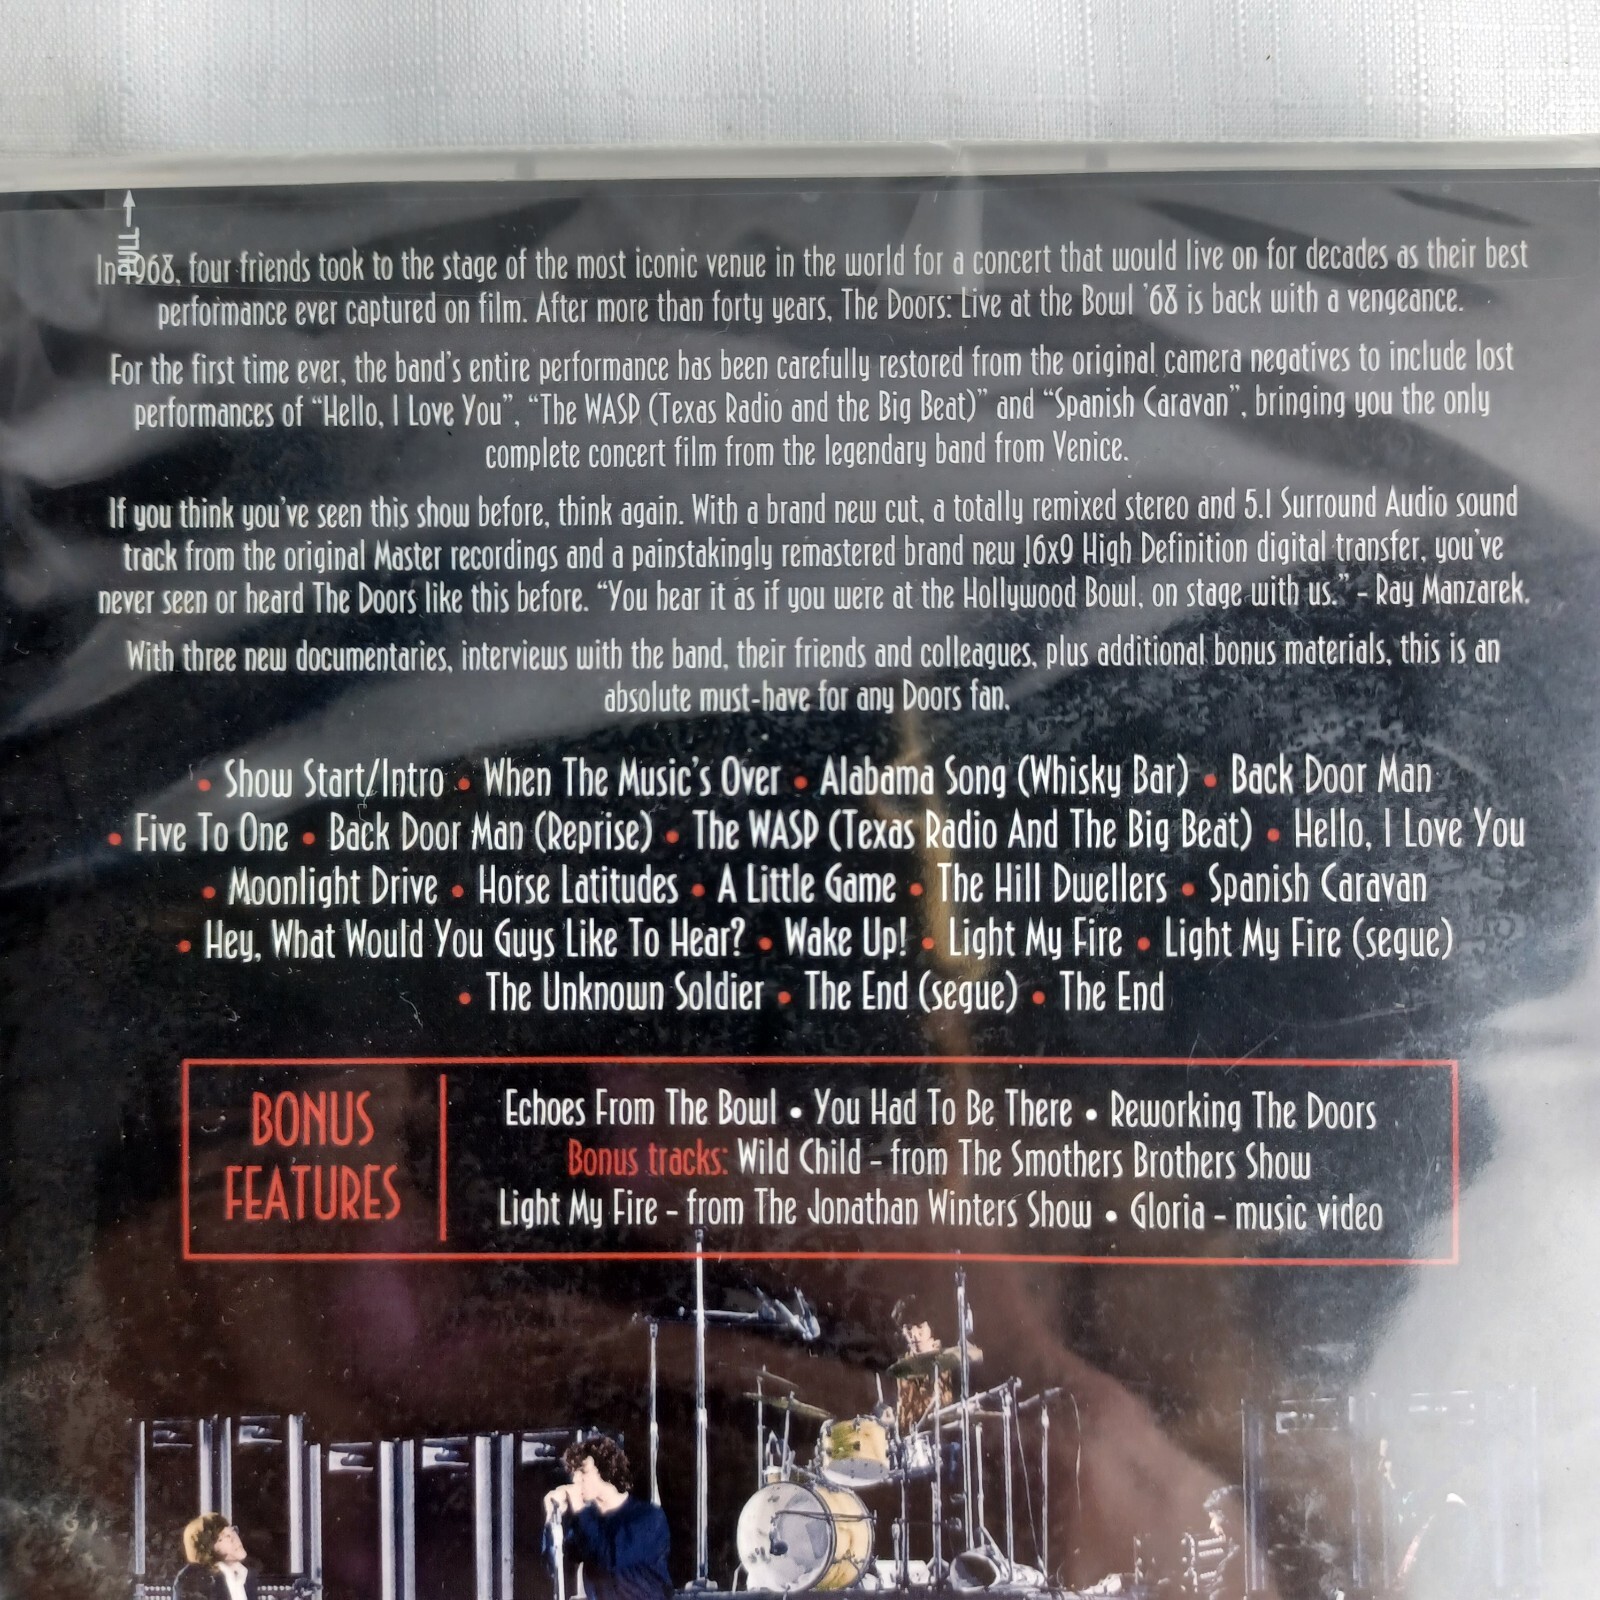 PULL
In 1968, four friends took to the stage of the most iconic venue in the world for a concert that would live on for decades as their best
performance ever captured on film. After more than forty years, The Doors: Live at the Bowl '68 is back with a vengeance.
For the first time ever, the band's entire performance has been carefully restored from the original camera negatives to include lost
performances of “Hello, I Love You”, “The WASP (Texas Radio and the Big Beat)” and “Spanish Caravan”, bringing you the only
complete concert film from the legendary band from Venice.
If you think you've seen this show before, think again. With a brand new cut, a totally remixed stereo and 5.1 Surround Audio sound
track from the original Master recordings and a painstakingly remastered brand new 16x9 High Definition digital transfer, you've
never seen or heard The Doors like this before. “You hear it as if you were at the Hollywood Bowl, on stage with us.” - Ray Manzarek.
With three new documentaries, interviews with the band, their friends and colleagues, plus additional bonus materials, this is an
absolute must-have for any Doors fan.
• Show Start/Intro • When The Music's Over • Alabama Song (Whisky Bar) • Back Door Man
• Five To One • Back Door Man (Reprise) • The WASP (Texas Radio And The Big Beat) • Hello, I Love You
• Moonlight Drive • Horse Latitudes • A Little Game • The Hill Dwellers • Spanish Caravan
• Hey, What Would You Guys Like To Hear? • Wake Up! • Light My Fire • Light My Fire (segue)
• The Unknown Soldier • The End (segue) • The End
BONUS
FEATURES
Echoes From The Bowl • You Had To Be There • Reworking The Doors
Bonus tracks: Wild Child - from The Smothers Brothers Show
Light My Fire - from The Jonathan Winters Show • Gloria - music video